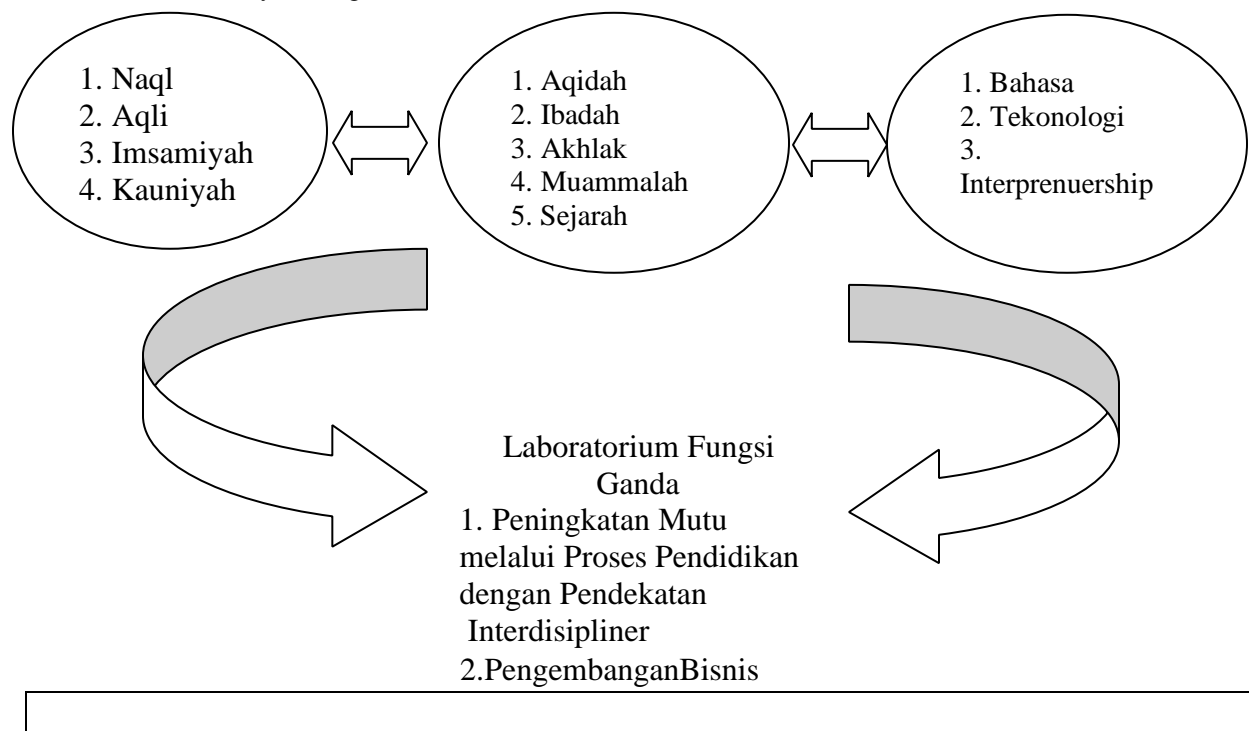 1. Naql
2. Aqli
3. Imsamiyah
4. Kauniyah
1. Aqidah
2. Ibadah
3. Akhlak
4. Muammalah
5. Sejarah
1. Bahasa
2. Tekonologi
3.
Interprenuership
Laboratorium Fungsi
Ganda
1. Peningkatan Mutu
melalui Proses Pendidikan
dengan Pendekatan
Interdisipliner
2.PengembanganBisnis